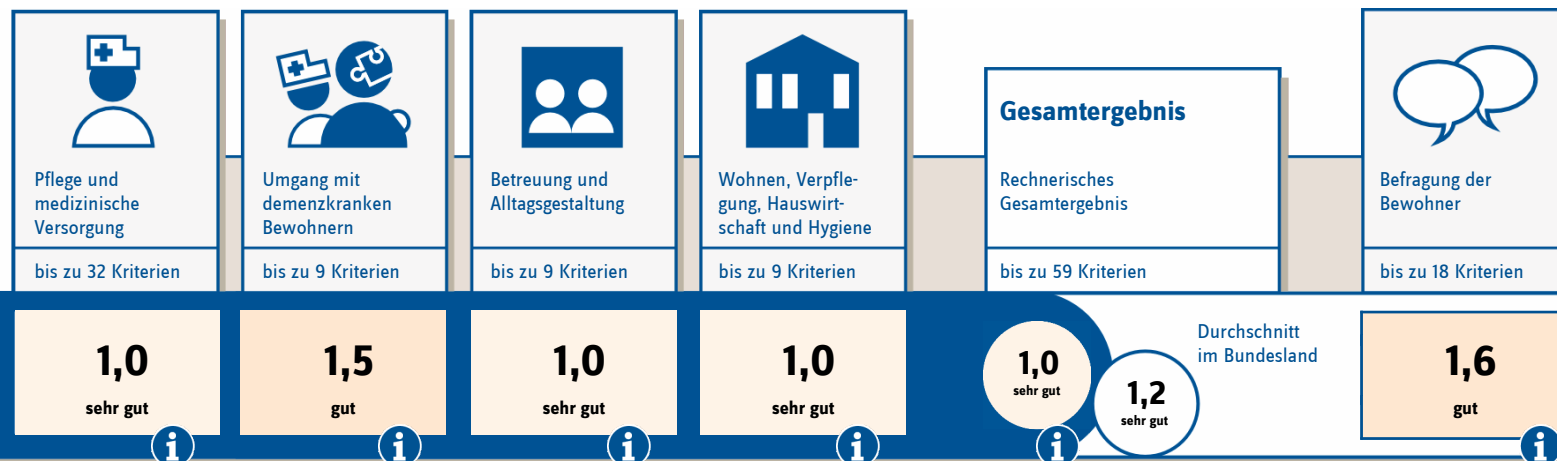 Pflege und
medizinische
Versorgung
bis zu 32 Kriterien
1,0
sehr gut
Umgang mit
demenzkranken
Bewohnern
bis zu 9 Kriterien
1,5
gut
Betreuung und
Alltagsgestaltung
bis zu 9 Kriterien
1,0
sehr gut
Wohnen, Verpfle-
gung, Hauswirt-
schaft und Hygiene
bis zu 9 Kriterien
1,0
sehr gut
Gesamtergebnis
Rechnerisches
Gesamtergebnis
bis zu 59 Kriterien
1,0
sehr gut
1,2
sehr gut
Durchschnitt
im Bundesland
Befragung der
Bewohner
bis zu 18 Kriterien
1,6
gut
i
i
i
i
i
i